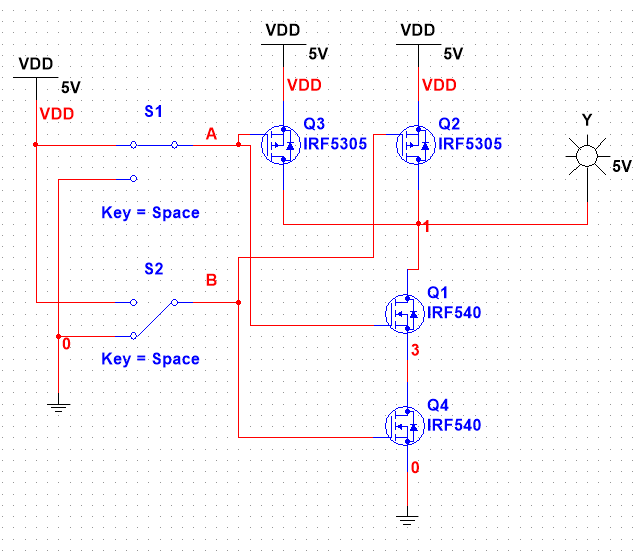 VDD
5V
VDD
VDD
5V
VDD
VDD
5V
VDD
S1
A
Key = Space
Q3
IRF5305
Q2
IRF5305
Y
5V
1
S2
B
0
Key = Space
Q1
IRF540
3
Q4
IRF540
0